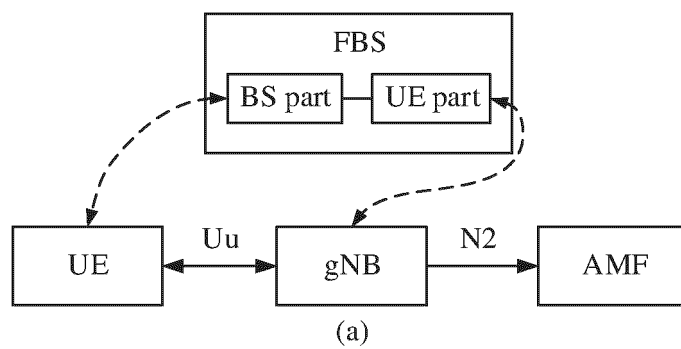 FBS
BS part UE part
Uu N2
UE gNB AMF
(a)